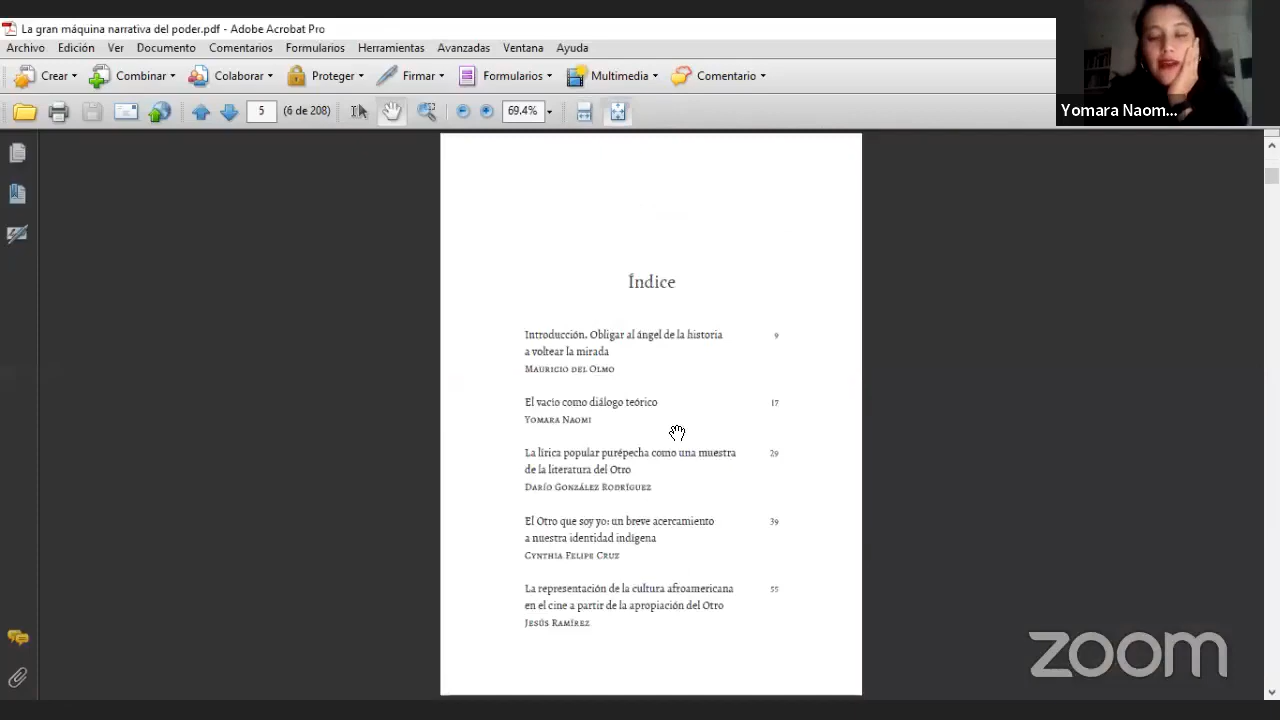 La gran máquina narrativa del poder.pdf - Adobe Acrobat Pro
Archivo Edición Ver Documento Comentarios Formularios Herramientas Avanzadas Ventana Ayuda
Crear Combinar Colaborar Proteger Firmar Formularios Multimedia Comentario
5 (6 de 208) 69.4%
Yomara Naom...
Índice
Introducción. Obligar al ángel de la historia 9
a voltear la mirada
Mauricio del Olmo
El vacío como diálogo teórico 17
Yomara Naomi
La lírica popular purépecha como una muestra 29
de la literatura del Otro
Darío González Rodríguez
El Otro que soy yo: un breve acercamiento 39
a nuestra identidad indígena
Cynthia Felipe Cruz
La representación de la cultura afroamericana 55
en el cine a partir de la apropiación del Otro
Jesús Ramírez
zoom